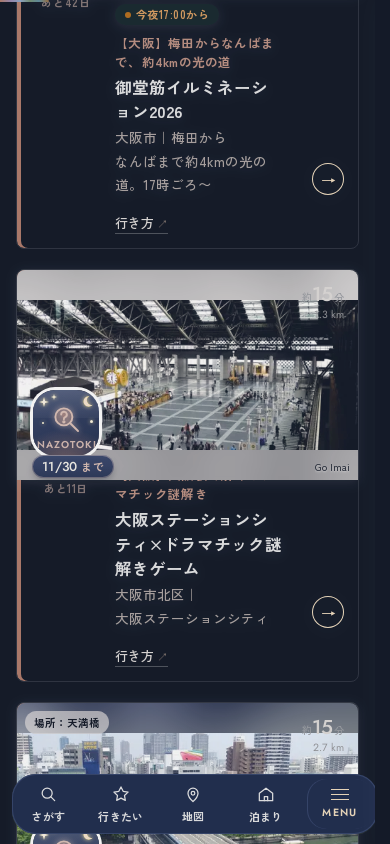 あと42日
今夜17:00から
【大阪】梅田からなんばま
で、約4kmの光の道
御堂筋イルミネーシ
ョン2026
大阪市｜梅田から
なんばまで約4kmの光の
道。17時ごろ〜
→
行き方 ↗
約15分
.3 km
NAZOTOKI
11/30 まで
Go Imai
あと11日
マチック謎解き
大阪ステーションシ
ティ×ドラマチック謎
解きゲーム
大阪市北区｜
大阪ステーションシティ
→
行き方 ↗
場所：天満橋
約15分
2.7 km
さがす
行きたい
地図
泊まり
MENU